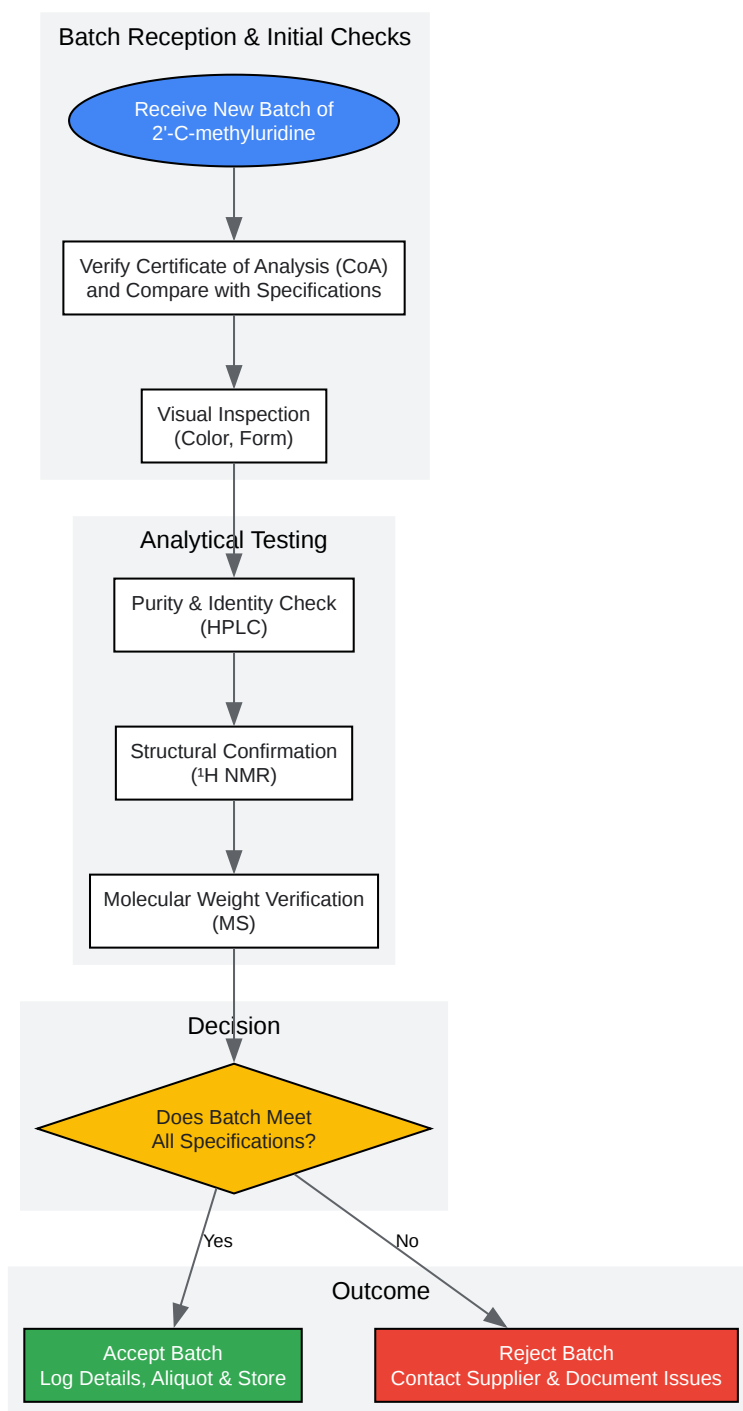 Batch Reception & Initial Checks
Receive New Batch of
2'-C-methyluridine
Verify Certificate of Analysis (CoA)
and Compare with Specifications
Visual Inspection
(Color, Form)
Analytical Testing
Purity & Identity Check
(HPLC)
Structural Confirmation
(¹H NMR)
Molecular Weight Verification
(MS)
Decision
Does Batch Meet
All Specifications?
Yes
No
Outcome
Accept Batch
Log Details, Aliquot & Store
Reject Batch
Contact Supplier & Document Issues